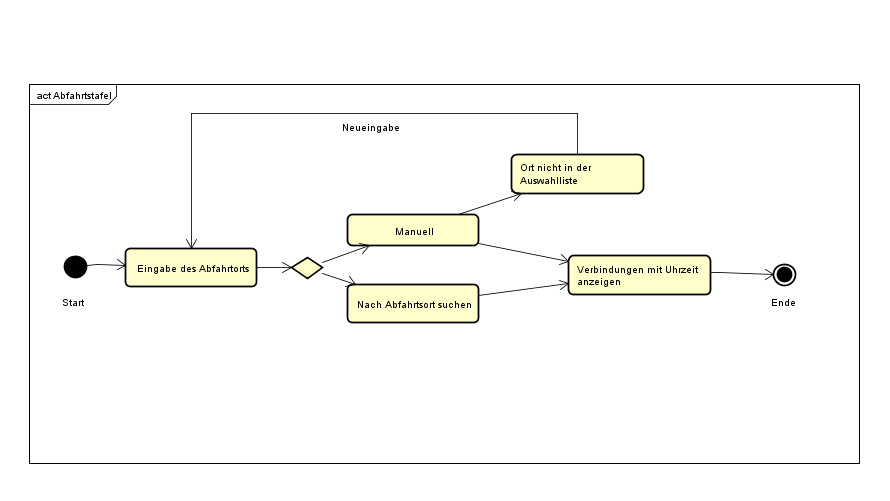 act Abfahrtstafel
Neueingabe
Ort nicht in der
Auswahlliste
Manuell
Eingabe des Abfahrtorts
Verbindungen mit Uhrzeit
anzeigen
Nach Abfahrtsort suchen
Start
Ende